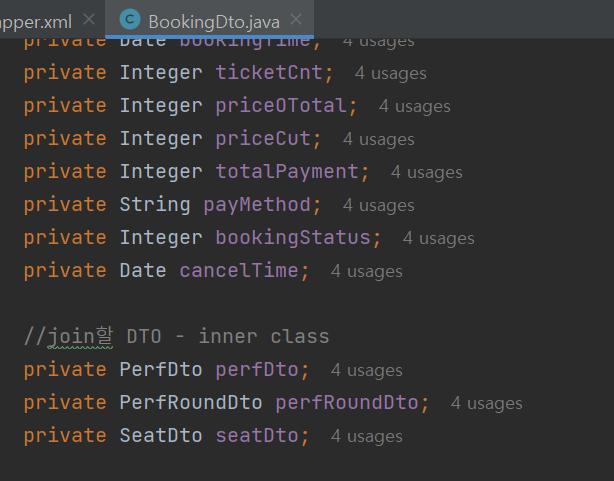 apper.xml × BookingDto.java ×
private Date bookingTime; 4 usages
private Integer ticketCnt; 4 usages
private Integer priceOTotal; 4 usages
private Integer priceCut; 4 usages
private Integer totalPayment; 4 usages
private String payMethod; 4 usages
private Integer bookingStatus; 4 usages
private Date cancelTime; 4 usages
//join할 DTO - inner class
private PerfDto perfDto; 4 usages
private PerfRoundDto perfRoundDto; 4 usages
private SeatDto seatDto; 4 usages